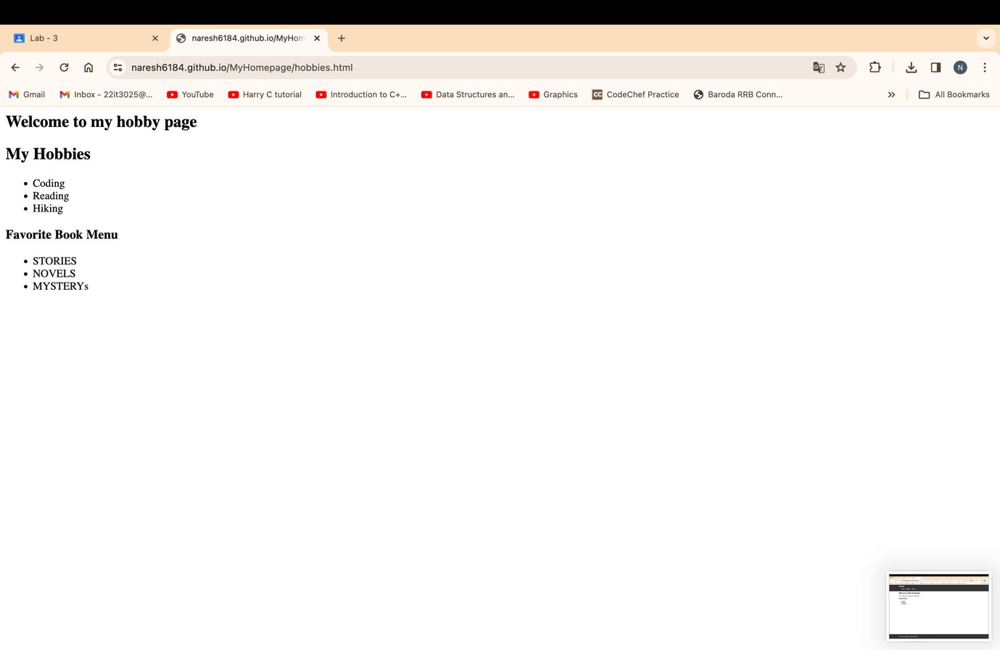 Lab - 3
naresh6184.github.io/MyHom
naresh6184.github.io/MyHomepage/hobbies.html
N
Gmail
Inbox - 22it3025@...
YouTube
Harry C tutorial
Introduction to C+...
Data Structures an...
Graphics
CC CodeChef Practice
Baroda RRB Conn...
All Bookmarks
Welcome to my hobby page
My Hobbies
Coding
Reading
Hiking
Favorite Book Menu
STORIES
NOVELS
MYSTERYs